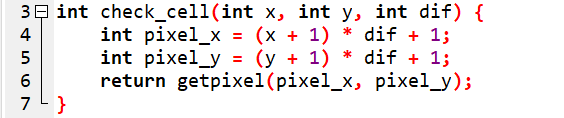 3 int check_cell(int x, int y, int dif) {
4 int pixel_x = (x + 1) * dif + 1;
5 int pixel_y = (y + 1) * dif + 1;
6 return getpixel(pixel_x, pixel_y);
7 }